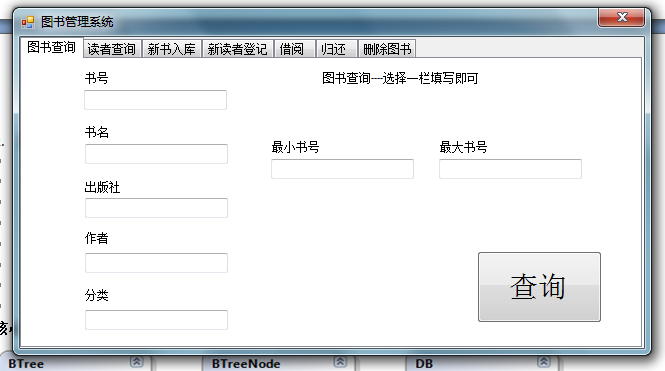 图书管理系统
图书查询 读者查询 新书入库 新读者登记 借阅 归还 删除图书
书号
图书查询---选择一栏填写即可
书名
最小书号 最大书号
出版社
作者
分类
查询
BTree BTreeNode DB